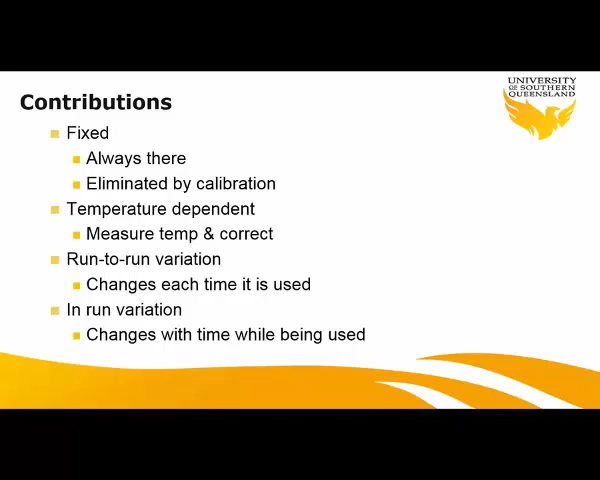 UNIVERSITY
OF SOUTHERN
QUEENSLAND
Contributions
Fixed
Always there
Eliminated by calibration
Temperature dependent
Measure temp & correct
Run-to-run variation
Changes each time it is used
In run variation
Changes with time while being used